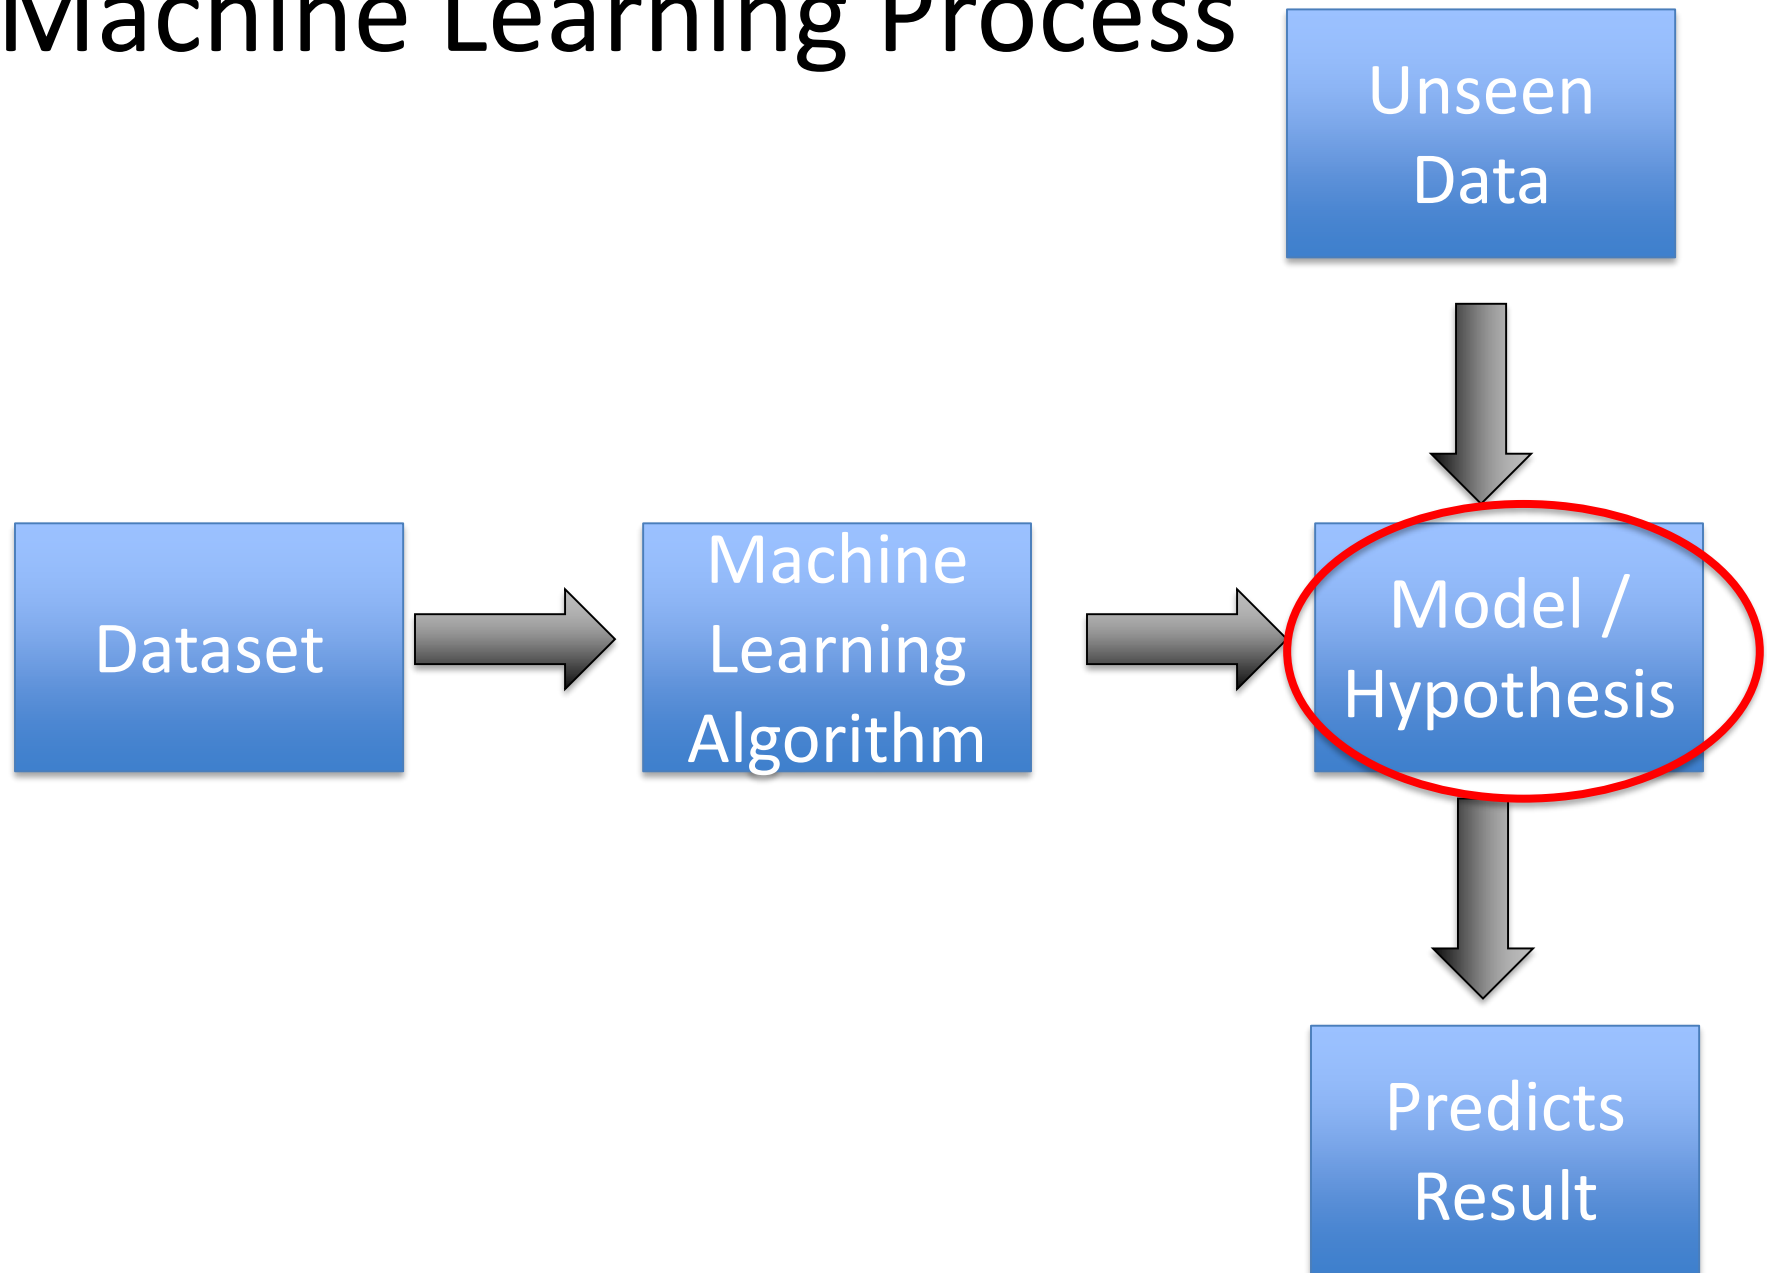 Machine Learning Process
Unseen
Data
Dataset
Machine
Learning
Algorithm
Model /
Hypothesis
Predicts
Result